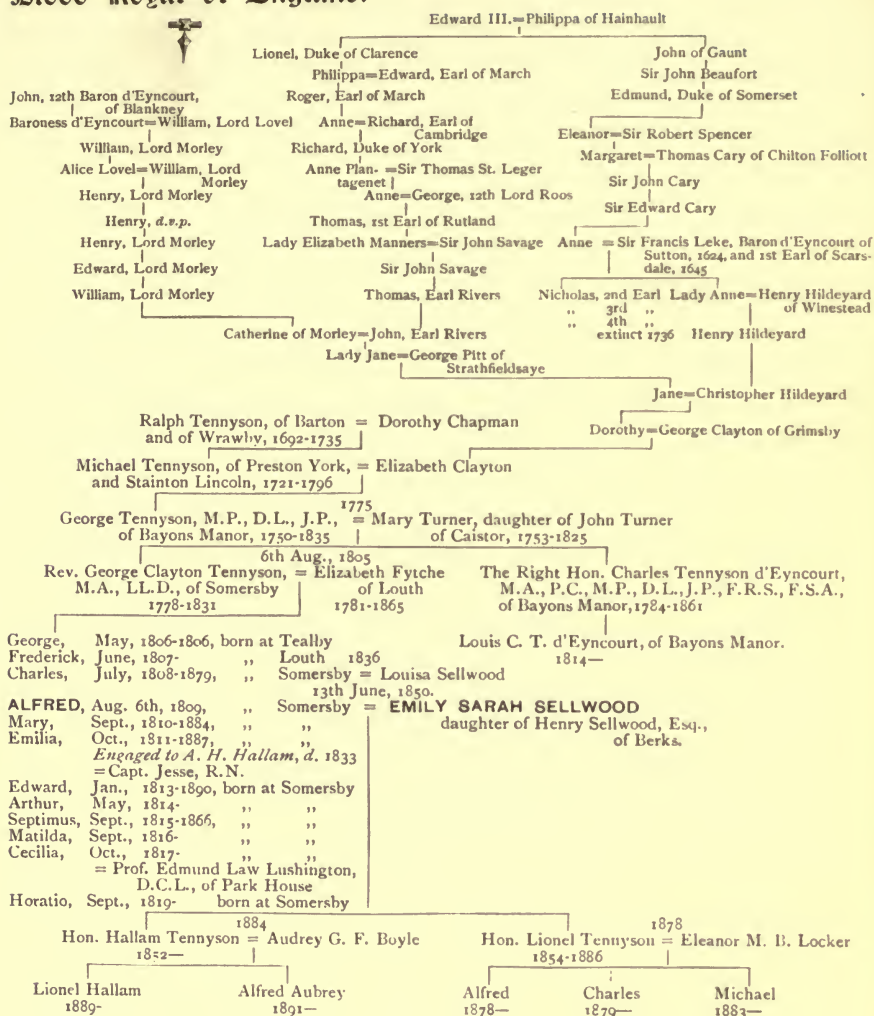 Blood Royal of England.
Edward III.=Philippa of Hainhault
Lionel, Duke of Clarence John of Gaunt
Philippa=Edward, Earl of March Sir John Beaufort
John, 12th Baron d'Eyncourt, Roger, Earl of March Edmund, Duke of Somerset
of Blankney
Baroness d'Eyncourt=William, Lord Lovel Anne=Richard, Earl of
Cambridge Eleanor=Sir Robert Spencer
William, Lord Morley Richard, Duke of York
Margaret=Thomas Cary of Chilton Folliott
Alice Lovel=William, Lord Anne Plan- =Sir Thomas St. Leger
Morley tagenet Sir John Cary
Henry, Lord Morley Anne=George, 12th Lord Roos
Sir Edward Cary
Henry, d.v.p. Thomas, 1st Earl of Rutland
Henry, Lord Morley Lady Elizabeth Manners=Sir John Savage Anne = Sir Francis Leke, Baron d'Eyncourt of
Sutton, 1624, and 1st Earl of Scars-
Edward, Lord Morley Sir John Savage dale, 1645
William, Lord Morley Thomas, Earl Rivers Nicholas, 2nd Earl Lady Anne=Henry Hildeyard
,, 3rd ,, of Winestead
,, 4th ,,
Catherine of Morley=John, Earl Rivers extinct 1736 Henry Hildeyard
Lady Jane=George Pitt of
Strathfieldsaye
Jane=Christopher Hildeyard
Ralph Tennyson, of Barton = Dorothy Chapman
and of Wrawby, 1692-1735 Dorothy=George Clayton of Grimsby
Michael Tennyson, of Preston York, = Elizabeth Clayton
and Stainton Lincoln, 1721-1796
1775
George Tennyson, M.P., D.L., J.P., = Mary Turner, daughter of John Turner
of Bayons Manor, 1750-1835 of Caistor, 1753-1825
6th Aug., 1805
Rev. George Clayton Tennyson, = Elizabeth Fytche The Right Hon. Charles Tennyson d'Eyncourt,
M.A., LL.D., of Somersby of Louth M.A., P.C., M.P., D.L., J.P., F.R.S., F.S.A.,
1778-1831 1781-1865 of Bayons Manor, 1784-1861
George, May, 1806-1806, born at Tealby Louis C. T. d'Eyncourt, of Bayons Manor.
Frederick, June, 1807- ,, Louth 1836 1814—
Charles, July, 1808-1879, ,, Somersby = Louisa Sellwood
13th June, 1850.
ALFRED, Aug. 6th, 1809, ,, Somersby = EMILY SARAH SELLWOOD
Mary, Sept., 1810-1884, ,, ,, daughter of Henry Sellwood, Esq.,
Emilia, Oct., 1811-1887, ,, ,, of Berks.
Engaged to A. H. Hallam, d. 1833
=Capt. Jesse, R.N.
Edward, Jan., 1813-1890, born at Somersby
Arthur, May, 1814- ,, ,,
Septimus, Sept., 1815-1866, ,, ,,
Matilda, Sept., 1816- ,, ,,
Cecilia, Oct., 1817- ,, ,,
= Prof. Edmund Law Lushington,
D.C.L., of Park House
Horatio, Sept., 1819- born at Somersby
1884 1878
Hon. Hallam Tennyson = Audrey G. F. Boyle Hon. Lionel Tennyson = Eleanor M. B. Locker
1852— 1854-1886
Lionel Hallam Alfred Aubrey Alfred Charles Michael
1889- 1891— 1878— 1879— 1883—